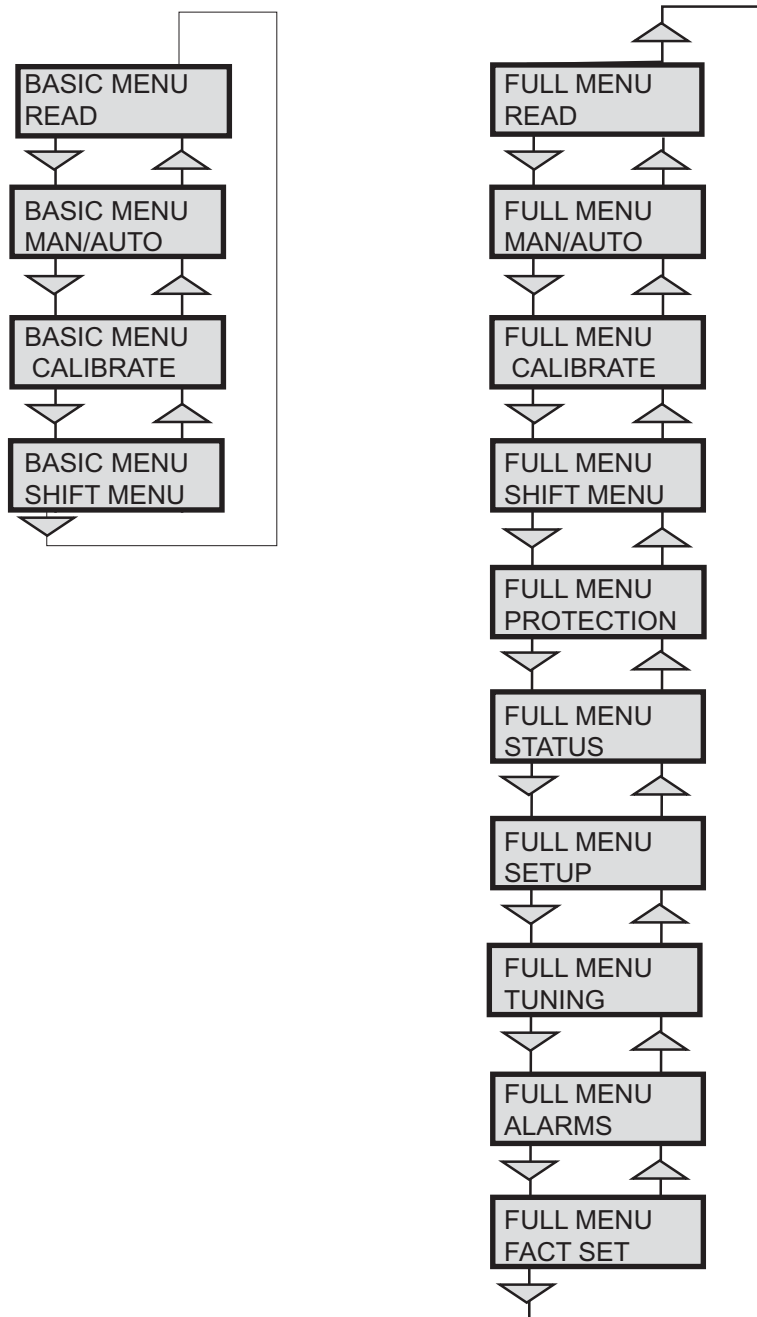 BASIC MENU
READ
BASIC MENU
MAN/AUTO
BASIC MENU
CALIBRATE
BASIC MENU
SHIFT MENU
FULL MENU
READ
FULL MENU
MAN/AUTO
FULL MENU
CALIBRATE
FULL MENU
SHIFT MENU
FULL MENU
PROTECTION
FULL MENU
STATUS
FULL MENU
SETUP
FULL MENU
TUNING
FULL MENU
ALARMS
FULL MENU
FACT SET